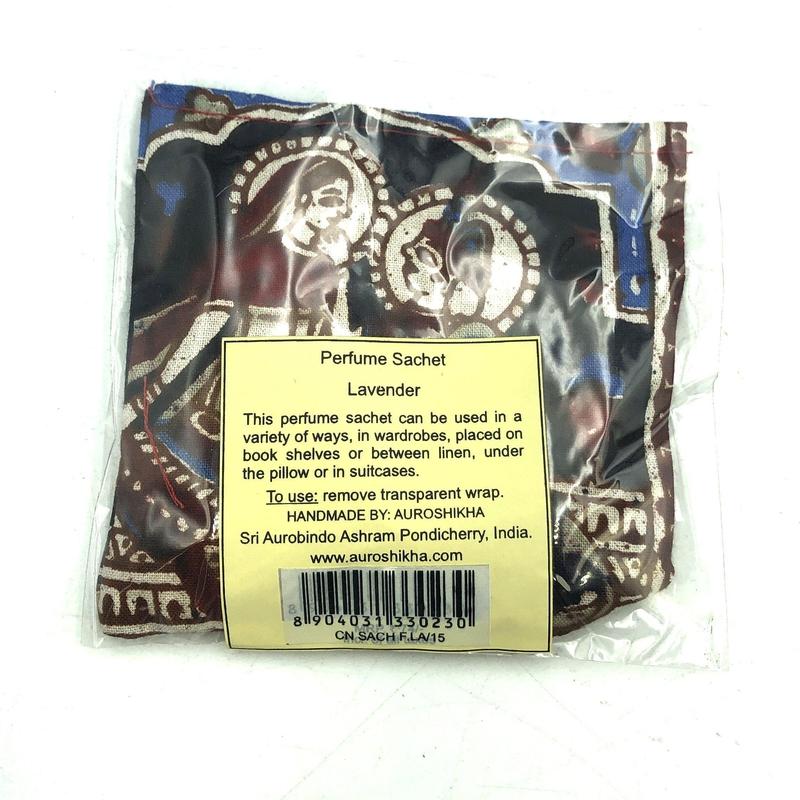 Perfume Sachet
Lavender
This perfume sachet can be used in a
variety of ways, in wardrobes, placed on
book shelves or between linen, under
the pillow or in suitcases.
To use: remove transparent wrap.
HANDMADE BY: AUROSHIKHA
Sri Aurobindo Ashram Pondicherry, India.
www.auroshikha.com
8 904031 330230
CN SACH F.LA/15